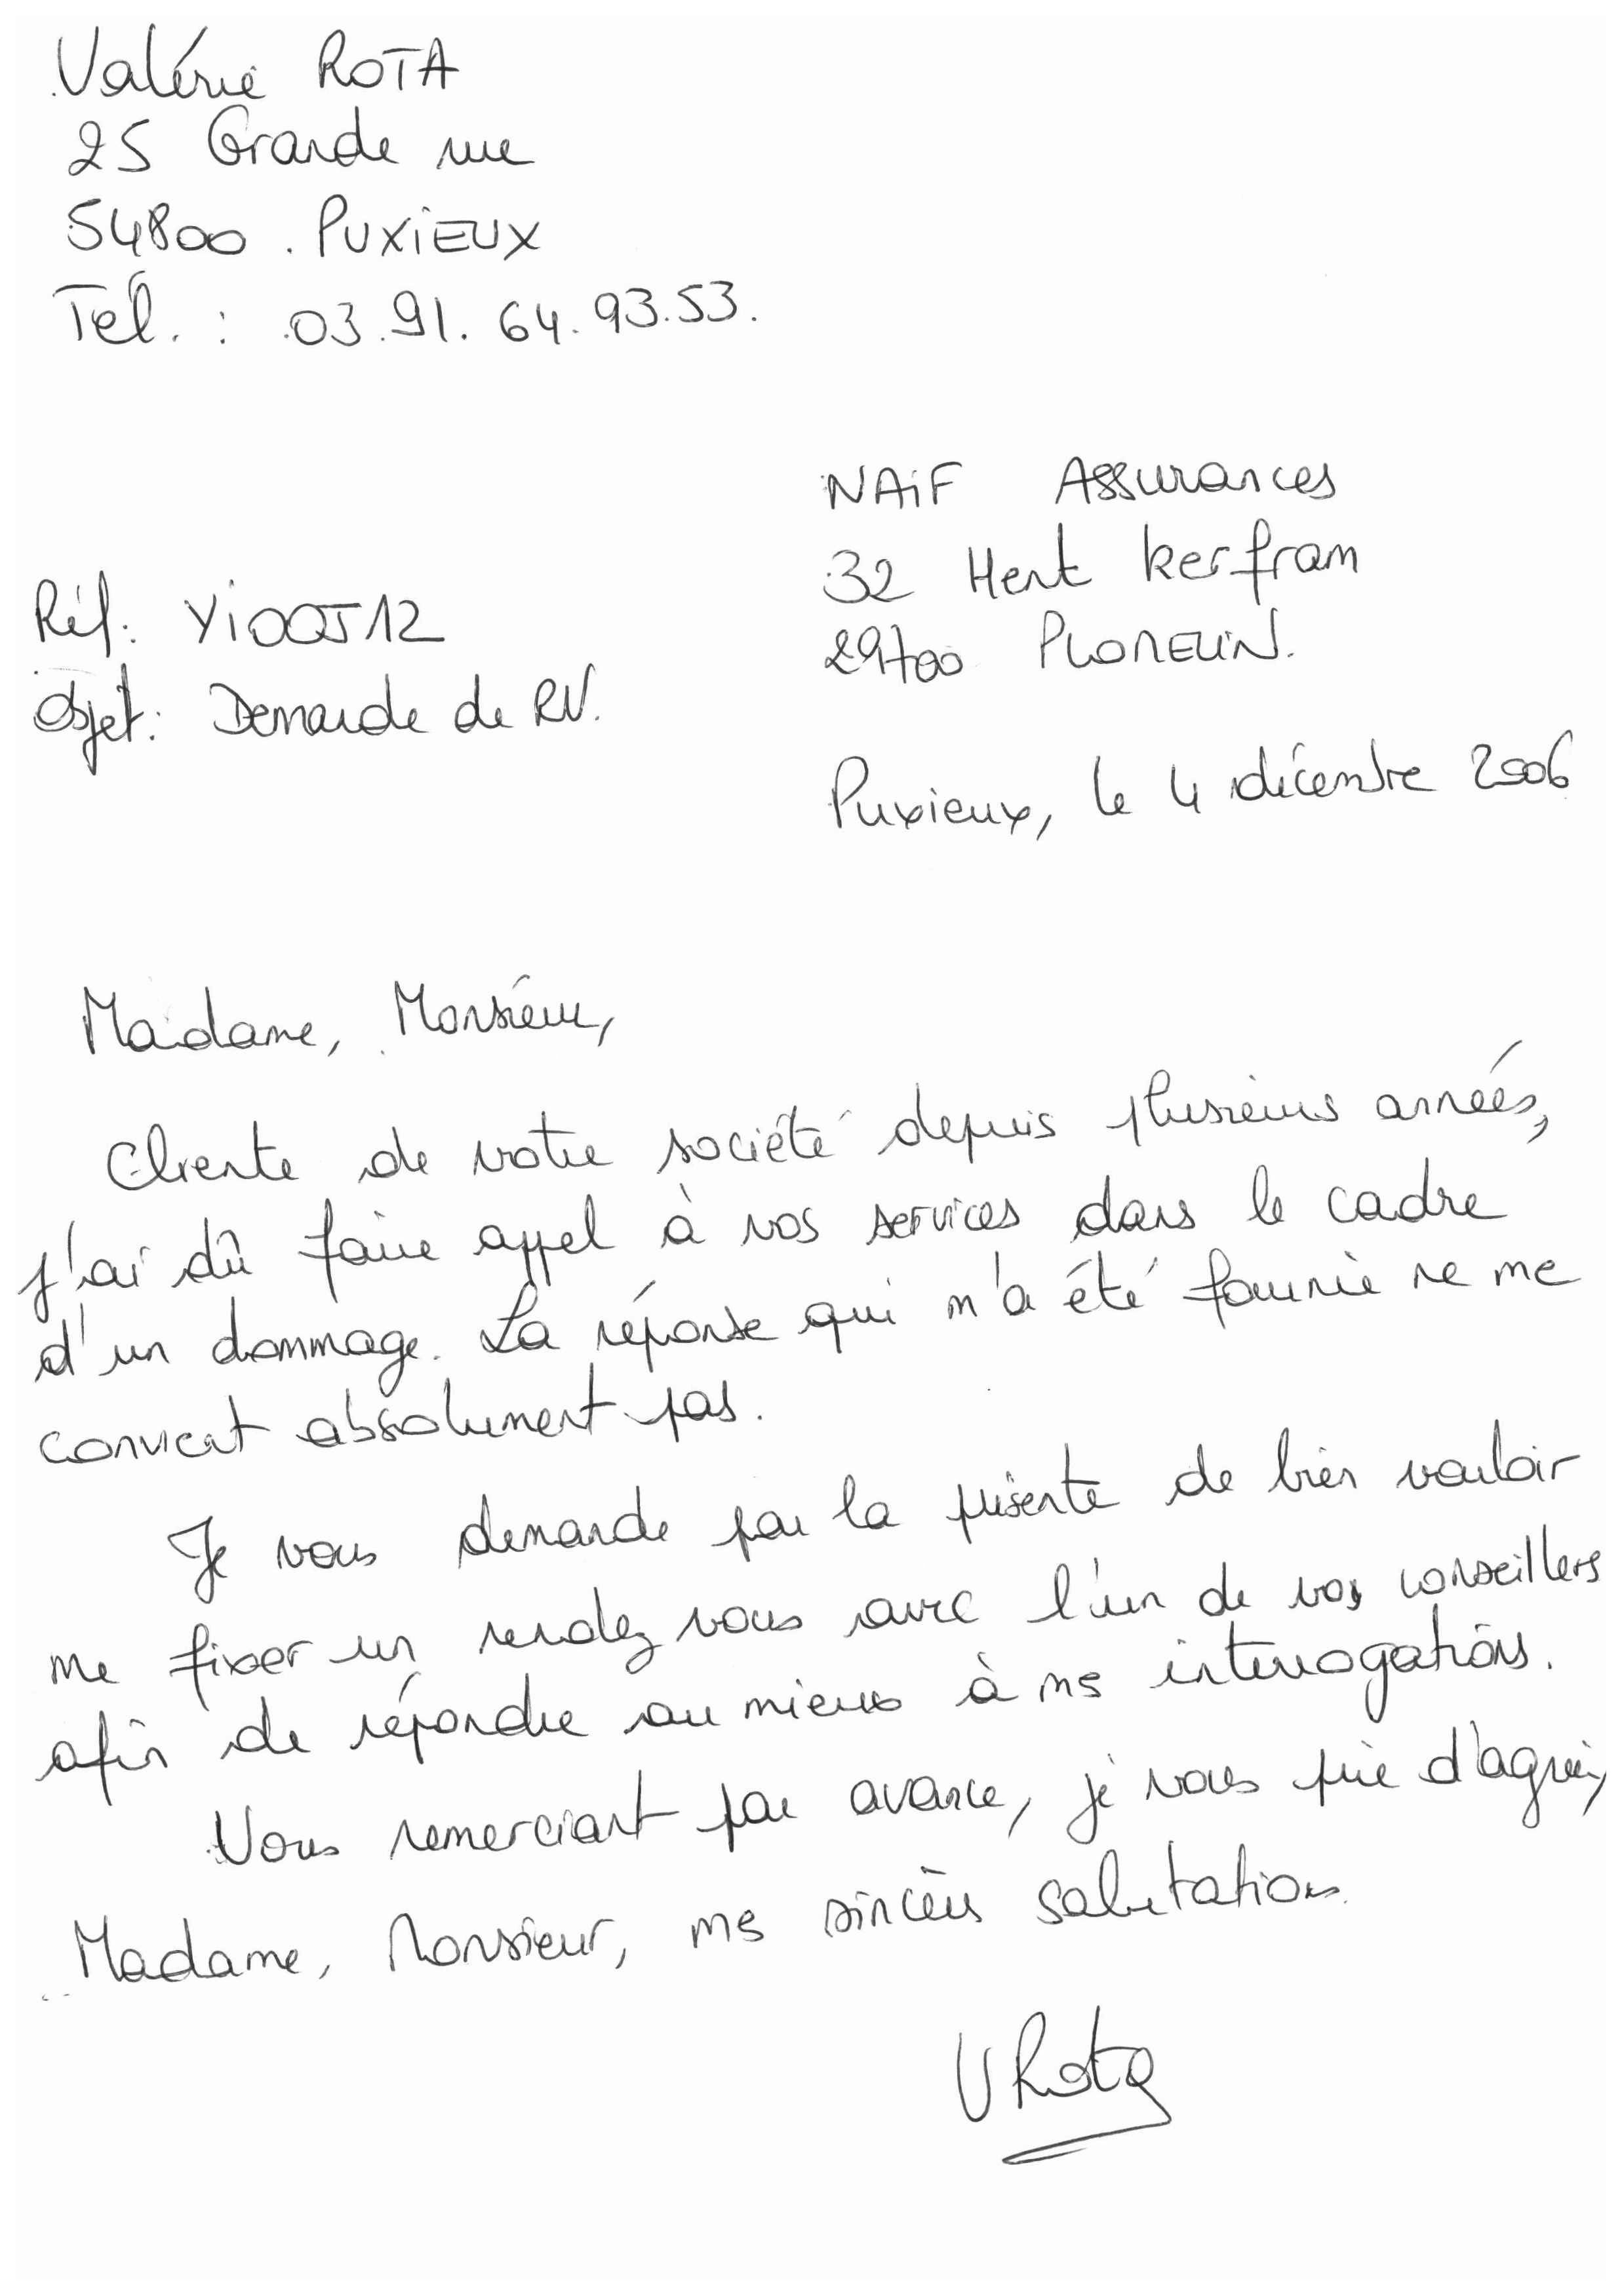 Valérie ROTA
25 Grande rue
54800 PUXIEUX
Tél. : 03.91.64.93.53.
NAIF Assurances
32 Hent kerfram
29700 PLOMELIN.
Réf: YIOOJ12
Objet: Demande de RV.
Puxieux, le 4 décembre 2006
Madame, Monsieur,
Cliente de votre société depuis plusieurs années,
j'ai dû faire appel à vos services dans le cadre
d'un dommage. La réponse qui m'a été fournie ne me
convient absolument pas.
Je vous demande par la présente de bien vouloir
me fixer un rendez vous avec l'un de vos conseillers
afin de répondre au mieux à mes interrogations.
Vous remerciant par avance, je vous prie d'agréer,
Madame, Monsieur, mes sincères salutations.
VRota